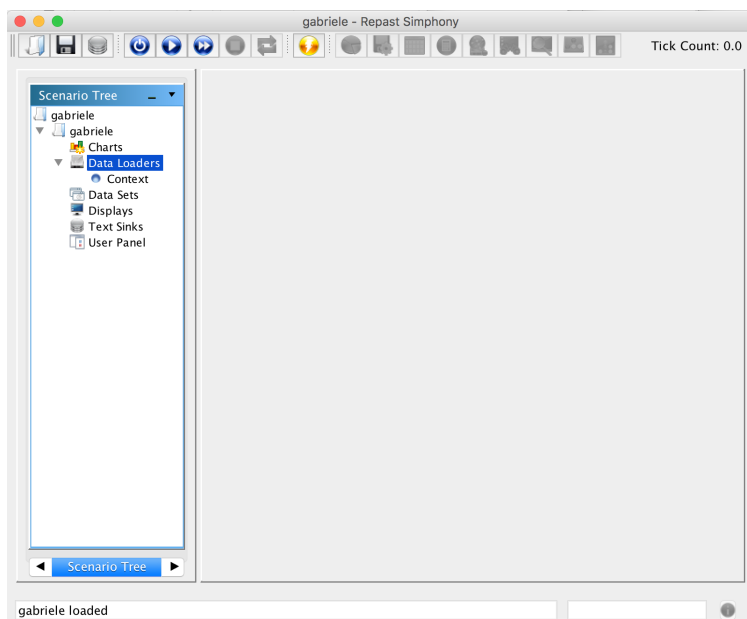 gabriele - Repast Simphony
Tick Count: 0.0
Scenario Tree
gabriele
gabriele
Charts
Data Loaders
Context
Data Sets
Displays
Text Sinks
User Panel
Scenario Tree
gabriele loaded